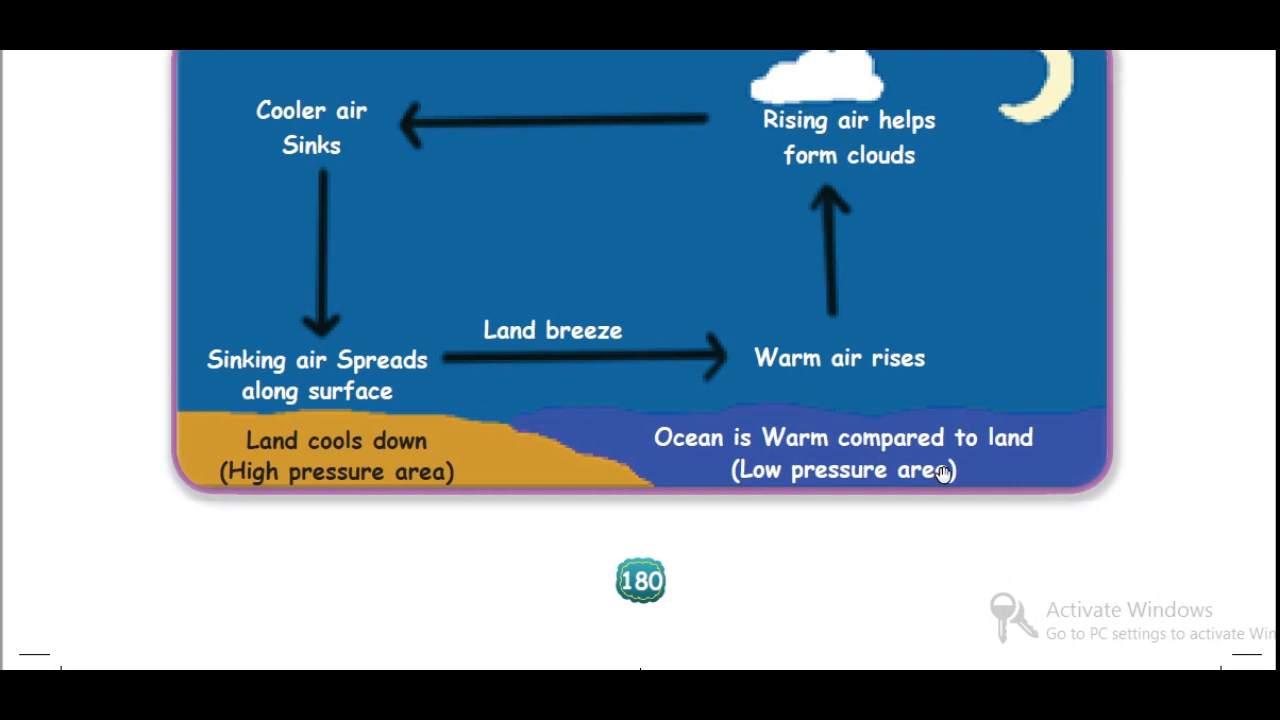 Cooler air
Sinks
Rising air helps
form clouds
Land breeze
Sinking air Spreads
along surface
Warm air rises
Land cools down
(High pressure area)
Ocean is Warm compared to land
(Low pressure area)
180
Activate Windows
Go to PC settings to activate Win